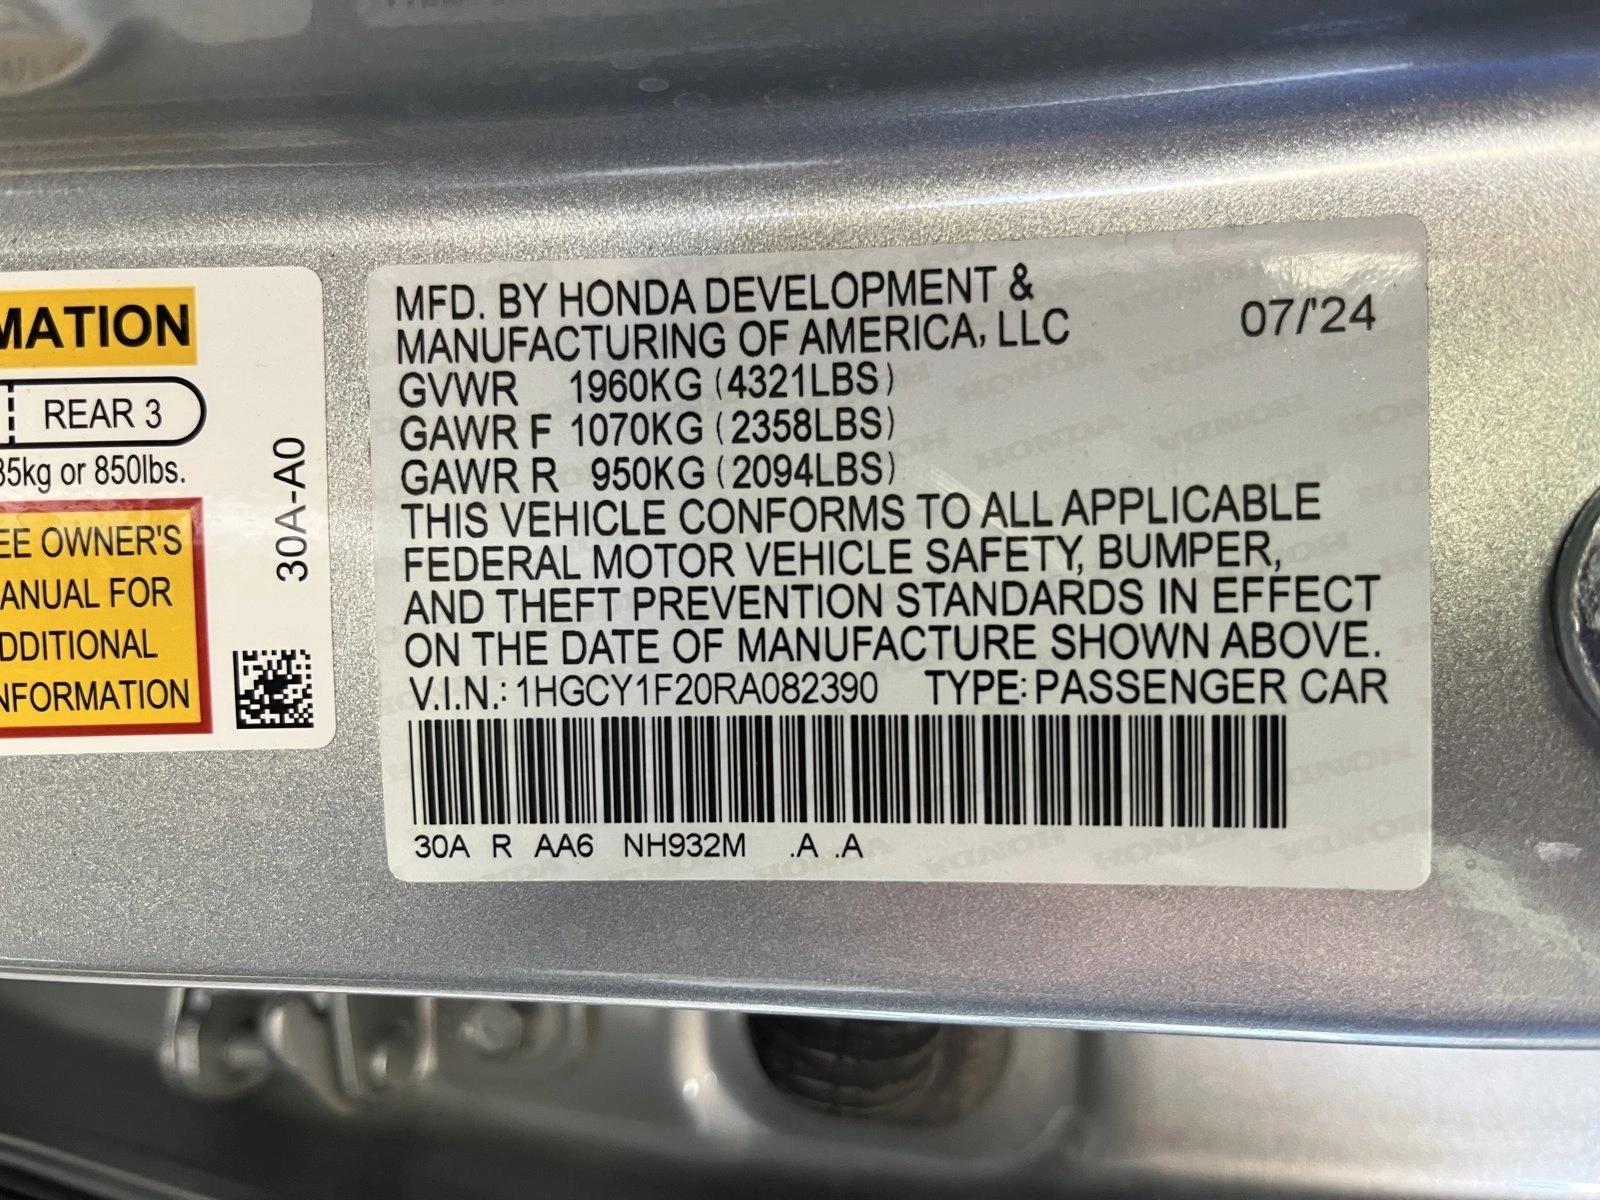 MATION
REAR 3
85kg or 850lbs.
EE OWNER'S
ANUAL FOR
DDITIONAL
NFORMATION
30A-A0
MFD. BY HONDA DEVELOPMENT &
MANUFACTURING OF AMERICA, LLC
07/'24
GVWR 1960KG (4321LBS)
GAWR F 1070KG (2358LBS)
GAWR R 950KG (2094LBS)
THIS VEHICLE CONFORMS TO ALL APPLICABLE
FEDERAL MOTOR VEHICLE SAFETY, BUMPER,
AND THEFT PREVENTION STANDARDS IN EFFECT
ON THE DATE OF MANUFACTURE SHOWN ABOVE.
V.I.N.: 1HGCY1F20RA082390 TYPE: PASSENGER CAR
30A R AA6 NH932M .A .A